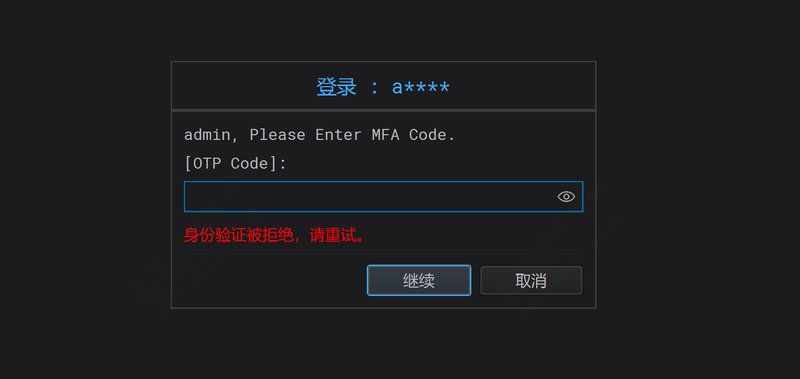 登录 : a****
admin, Please Enter MFA Code.
[OTP Code]:
身份验证被拒绝，请重试。
继续
取消